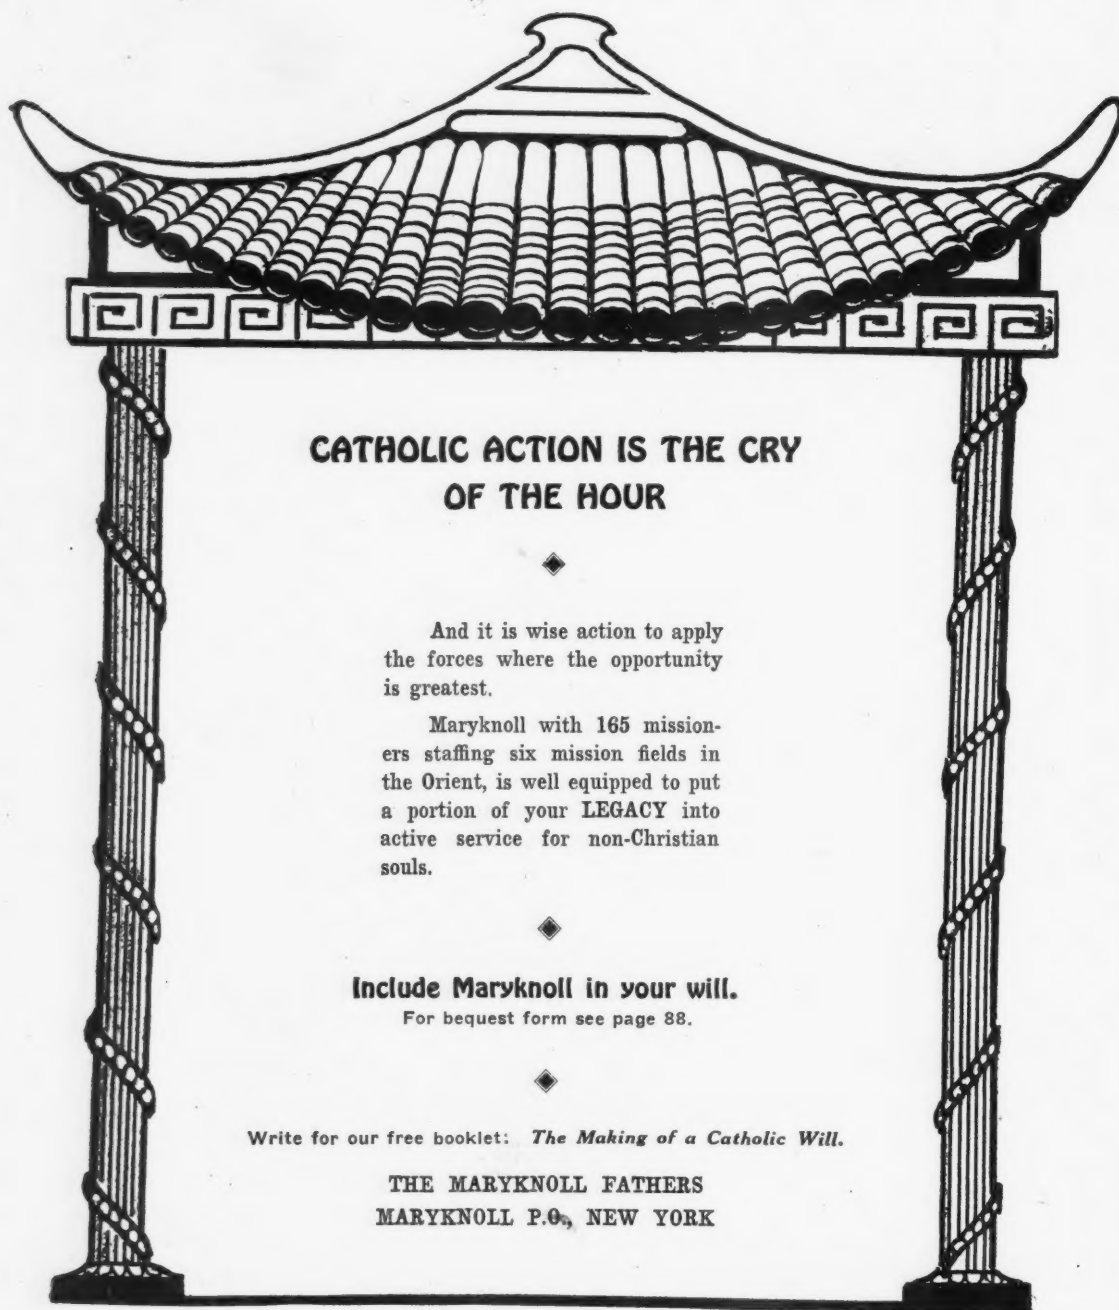 CATHOLIC ACTION IS THE CRY
OF THE HOUR
And it is wise action to apply
the forces where the opportunity
is greatest.
Maryknoll with 165 mission-
ers staffing six mission fields in
the Orient, is well equipped to put
a portion of your LEGACY into
active service for non-Christian
souls.
Include Maryknoll in your will.
For bequest form see page 88.
Write for our free booklet: The Making of a Catholic Will.
THE MARYKNOLL FATHERS
MARYKNOLL P.O., NEW YORK